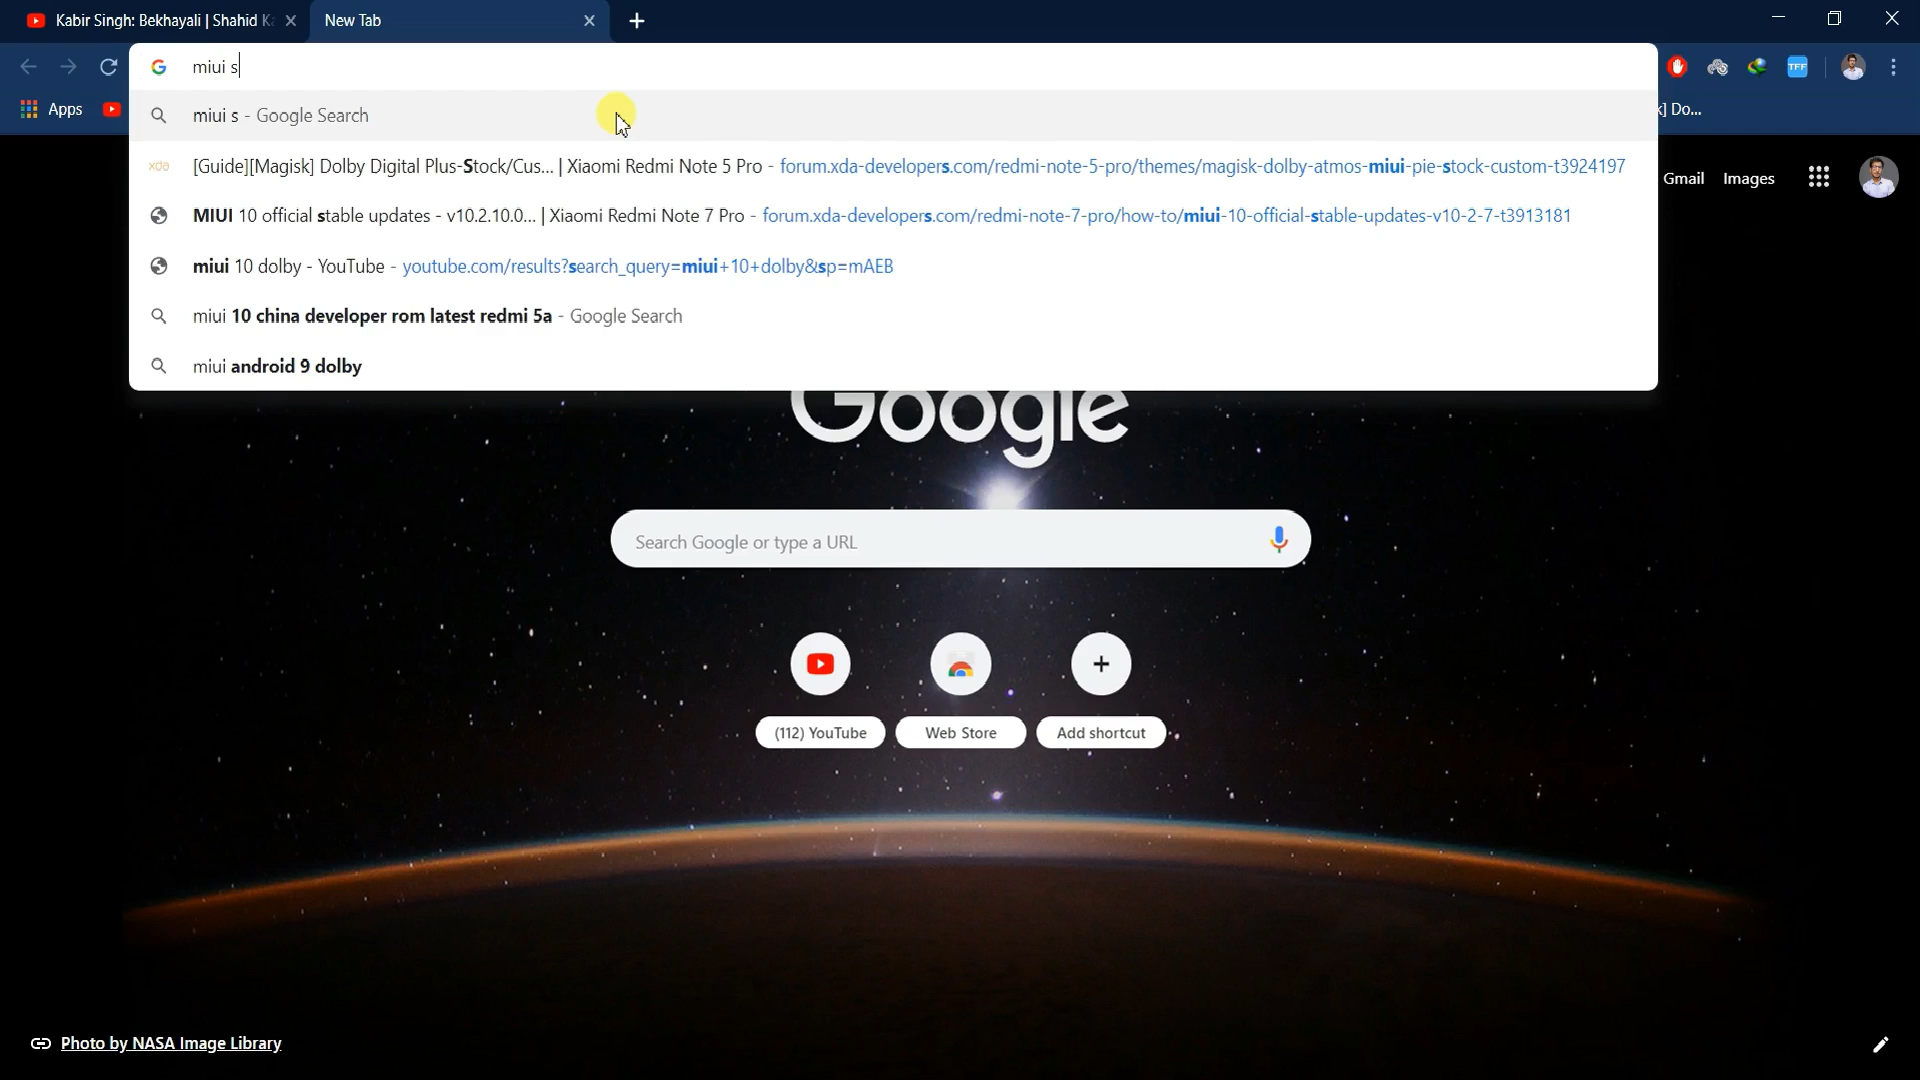 Kabir Singh: Bekhayali | Shahid K
New Tab
miui s
Apps
k] Do...
miui s - Google Search
xda [Guide][Magisk] Dolby Digital Plus-Stock/Cus... | Xiaomi Redmi Note 5 Pro - forum.xda-developers.com/redmi-note-5-pro/themes/magisk-dolby-atmos-miui-pie-stock-custom-t3924197
MIUI 10 official stable updates - v10.2.10.0... | Xiaomi Redmi Note 7 Pro - forum.xda-developers.com/redmi-note-7-pro/how-to/miui-10-official-stable-updates-v10-2-7-t3913181
miui 10 dolby - YouTube - youtube.com/results?search_query=miui+10+dolby&sp=mAEB
miui 10 china developer rom latest redmi 5a - Google Search
miui android 9 dolby
TFF
Gmail Images
Google
Search Google or type a URL
(112) YouTube
Web Store
Add shortcut
Photo by NASA Image Library